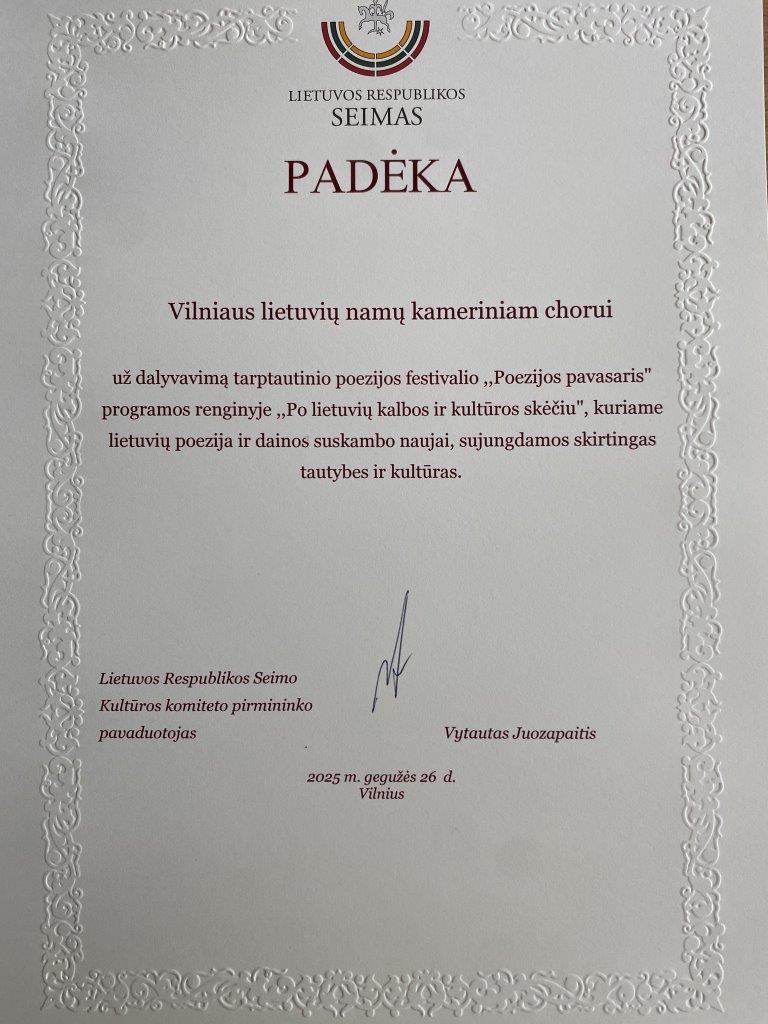 LIETUVOS RESPUBLIKOS
SEIMAS
PADĖKA
Vilniaus lietuvių namų kameriniam chorui
už dalyvavimą tarptautinio poezijos festivalio ,,Poezijos pavasaris"
programos renginyje ,,Po lietuvių kalbos ir kultūros skėčiu", kuriame
lietuvių poezija ir dainos suskambo naujai, sujungdamos skirtingas
tautybes ir kultūras.
Lietuvos Respublikos Seimo
Kultūros komiteto pirmininko
pavaduotojas
Vytautas Juozapaitis
2025 m. gegužės 26 d.
Vilnius